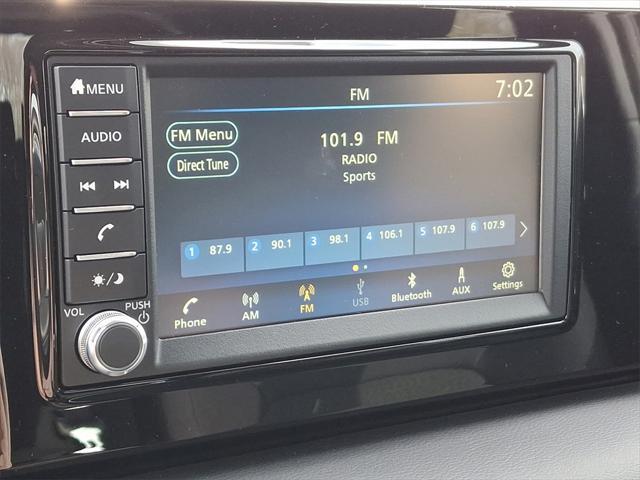 MENU
AUDIO
VOL
PUSH
FM
7:02
FM Menu
Direct Tune
101.9 FM
RADIO
Sports
1 87.9
2 90.1
3 98.1
4 106.1
5 107.9
6 107.9
Phone
AM
FM
USB
Bluetooth
AUX
Settings